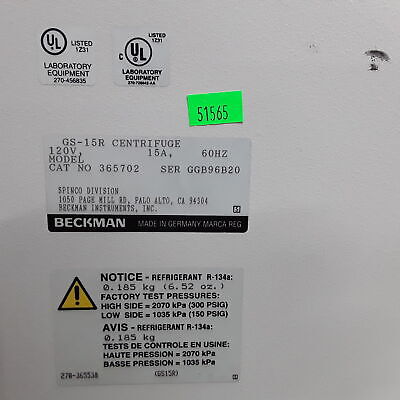 UL LISTED
1Z31
LABORATORY
EQUIPMENT
270-456835
UL LISTED
1Z31
LABORATORY
EQUIPMENT
51565
GS-15R CENTRIFUGE
120V, 15A, 60HZ
MODEL
CAT NO 365702 SER GGB96B20
SPINCO DIVISION
1050 PAGE MILL RD, PALO ALTO, CA 94304
BECKMAN INSTRUMENTS, INC.
BECKMAN MADE IN GERMANY MARCA REG
NOTICE - REFRIGERANT R-134a:
0.185 kg (6.52 oz.)
FACTORY TEST PRESSURES:
HIGH SIDE = 2070 kPa (300 PSIG)
LOW SIDE = 1035 kPa (150 PSIG)
AVIS - REFRIGERANT R-134a:
0.185 kg
TESTS DE CONTROLE EN USINE:
HAUTE PRESSION = 2070 kPa
BASSE PRESSION = 1035 kPa
270-365538 (GS15R)